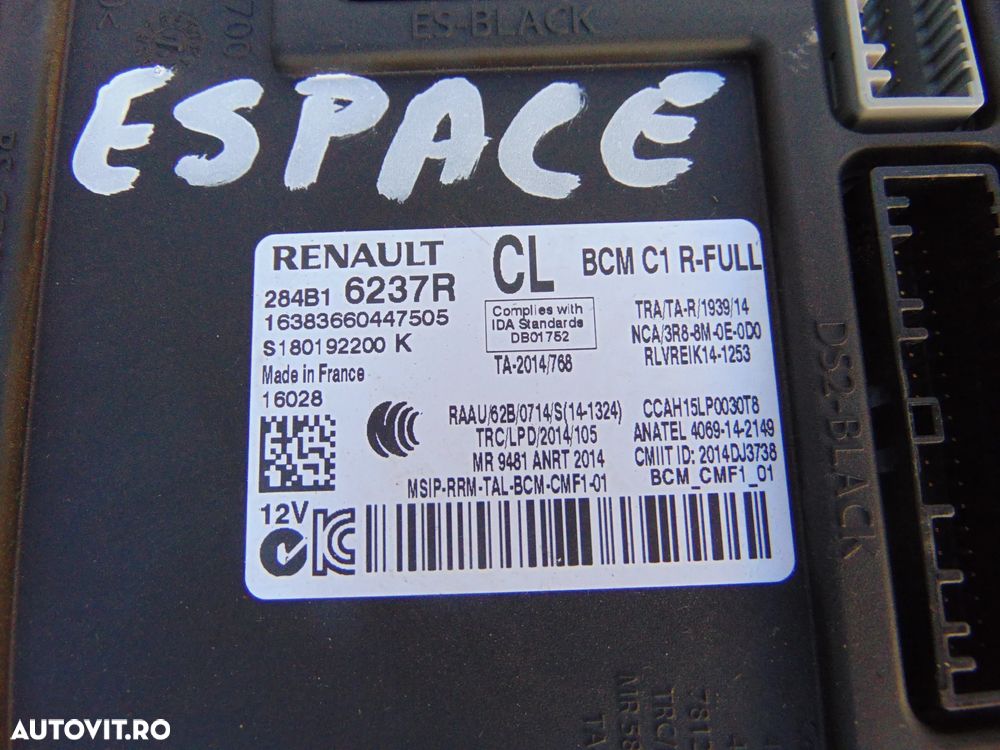 ES-BLACK
ESPACE
RENAULT CL BCM C1 R-FULL
284B1 6237R
16383660447505
S180192200 K
Made in France
16028
Complies with
IDA Standards
DB01752
TA-2014/768
TRA/TA-R/1939/14
NCA/3R8-8M-0E-0D0
RLVREIK14-1253
RAAU/62B/0714/S(14-1324)
TRC/LPD/2014/105
MR 9481 ANRT 2014
MSIP-RRM-TAL-BCM-CMF1-01
CCAH15LP0030T8
ANATEL 4069-14-2149
CMIIT ID: 2014DJ3738
BCM_CMF1_01
12V
DS2-BLACK
AUTOVIT.RO